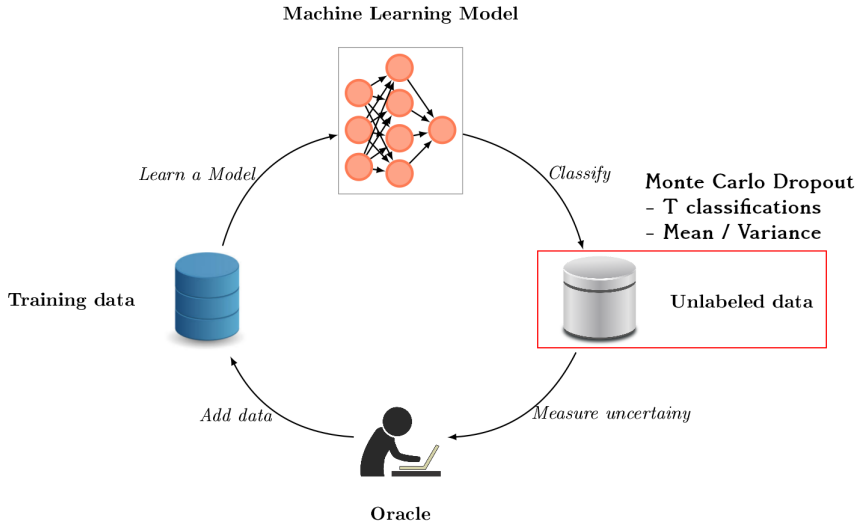 Machine Learning Model
Learn a Model
Classify
Monte Carlo Dropout
- T classifications
- Mean / Variance
Training data
Unlabeled data
Add data
Measure uncertainy
Oracle